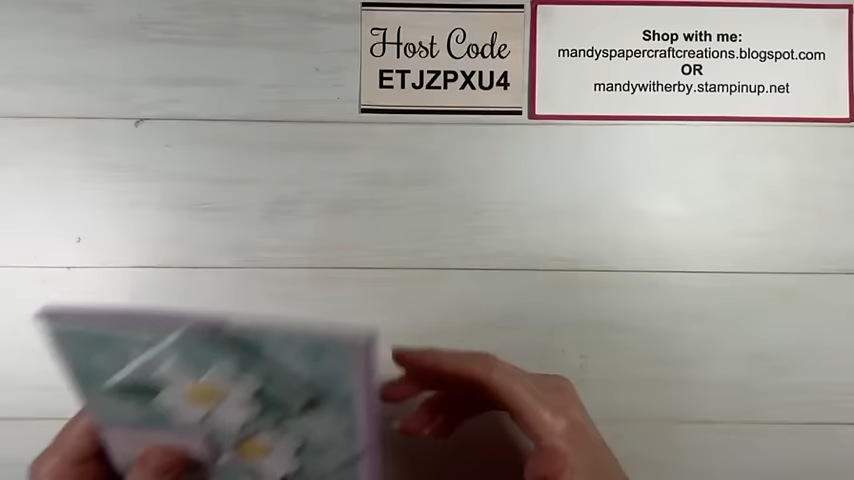 Host Code
ETJZPXU4
Shop with me:
mandyspapercraftcreations.blogspot.com
OR
mandywitherby.stampinup.net